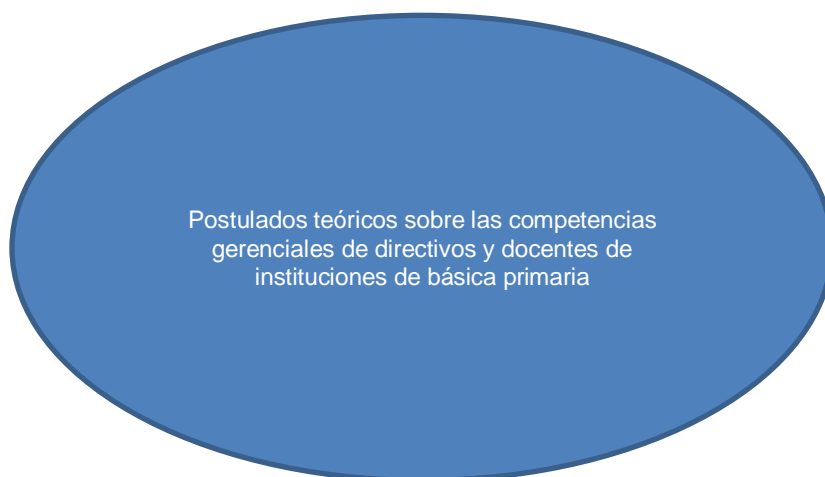 Postulados teóricos sobre las competencias
gerenciales de directivos y docentes de
instituciones de básica primaria